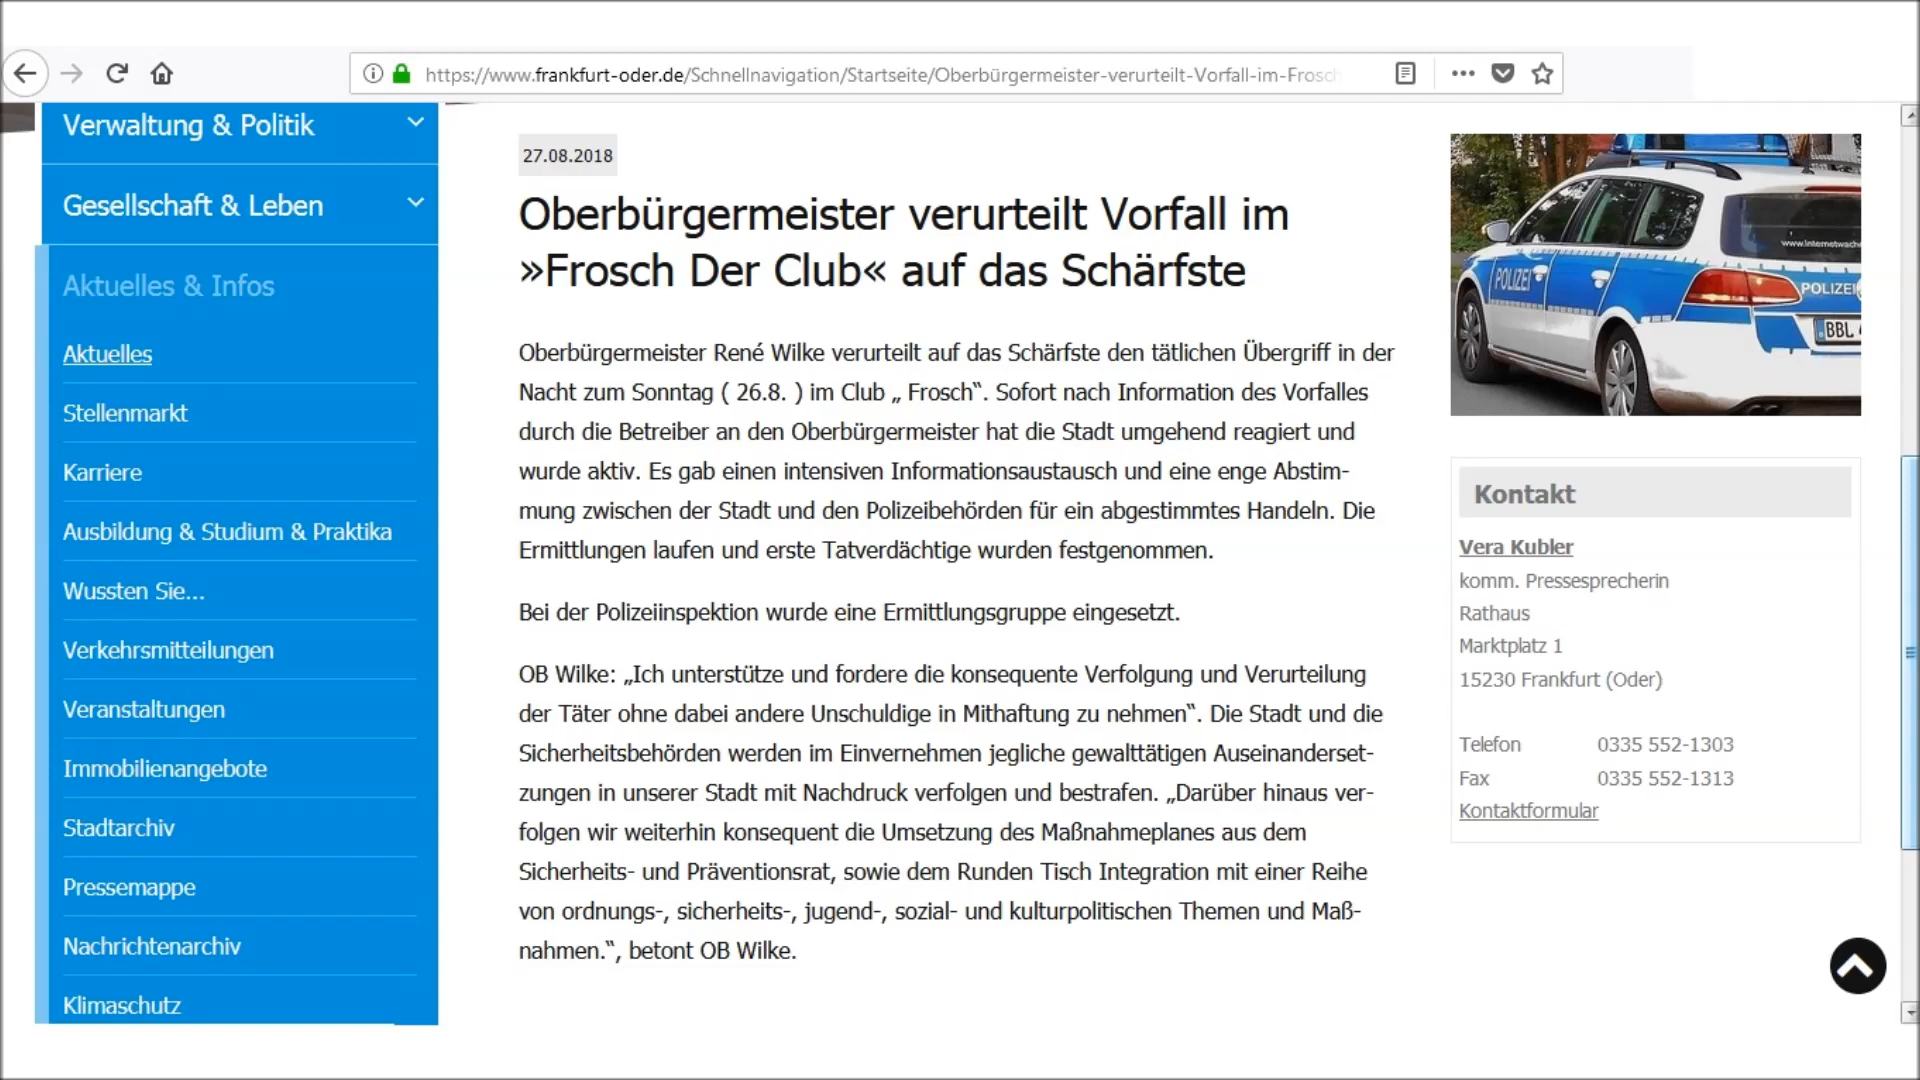 https://www.frankfurt-oder.de/Schnellnavigation/Startseite/Oberbürgermeister-verurteilt-Vorfall-im-Frosch
Verwaltung & Politik
Gesellschaft & Leben
Aktuelles & Infos
Aktuelles
Stellenmarkt
Karriere
Ausbildung & Studium & Praktika
Wussten Sie...
Verkehrsmitteilungen
Veranstaltungen
Immobilienangebote
Stadtarchiv
Pressemappe
Nachrichtenarchiv
Klimaschutz
27.08.2018
Oberbürgermeister verurteilt Vorfall im
»Frosch Der Club« auf das Schärfste
Oberbürgermeister René Wilke verurteilt auf das Schärfste den tätlichen Übergriff in der
Nacht zum Sonntag ( 26.8. ) im Club „ Frosch“. Sofort nach Information des Vorfalles
durch die Betreiber an den Oberbürgermeister hat die Stadt umgehend reagiert und
wurde aktiv. Es gab einen intensiven Informationsaustausch und eine enge Abstim-
mung zwischen der Stadt und den Polizeibehörden für ein abgestimmtes Handeln. Die
Ermittlungen laufen und erste Tatverdächtige wurden festgenommen.
Bei der Polizeiinspektion wurde eine Ermittlungsgruppe eingesetzt.
OB Wilke: „Ich unterstütze und fordere die konsequente Verfolgung und Verurteilung
der Täter ohne dabei andere Unschuldige in Mithaftung zu nehmen“. Die Stadt und die
Sicherheitsbehörden werden im Einvernehmen jegliche gewalttätigen Auseinanderset-
zungen in unserer Stadt mit Nachdruck verfolgen und bestrafen. „Darüber hinaus ver-
folgen wir weiterhin konsequent die Umsetzung des Maßnahmeplanes aus dem
Sicherheits- und Präventionsrat, sowie dem Runden Tisch Integration mit einer Reihe
von ordnungs-, sicherheits-, jugend-, sozial- und kulturpolitischen Themen und Maß-
nahmen.“, betont OB Wilke.
www.internetwache
POLIZEI
POLIZEI
BBL
Kontakt
Vera Kubler
komm. Pressesprecherin
Rathaus
Marktplatz 1
15230 Frankfurt (Oder)
Telefon 0335 552-1303
Fax 0335 552-1313
Kontaktformular